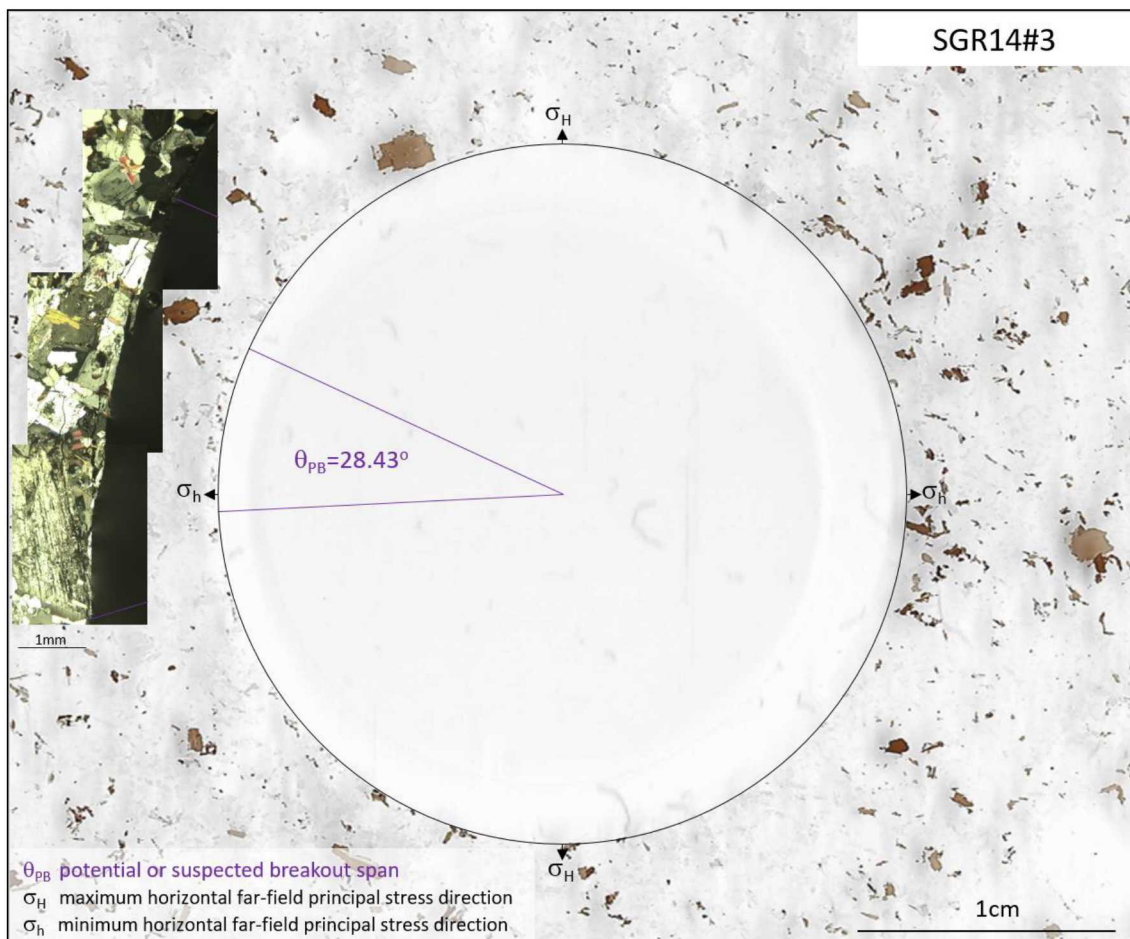 SGR14#3
σH
θPB=28.43°
σh
σh
1mm
σH
θPB potential or suspected breakout span
σH maximum horizontal far-field principal stress direction
σh minimum horizontal far-field principal stress direction
1cm